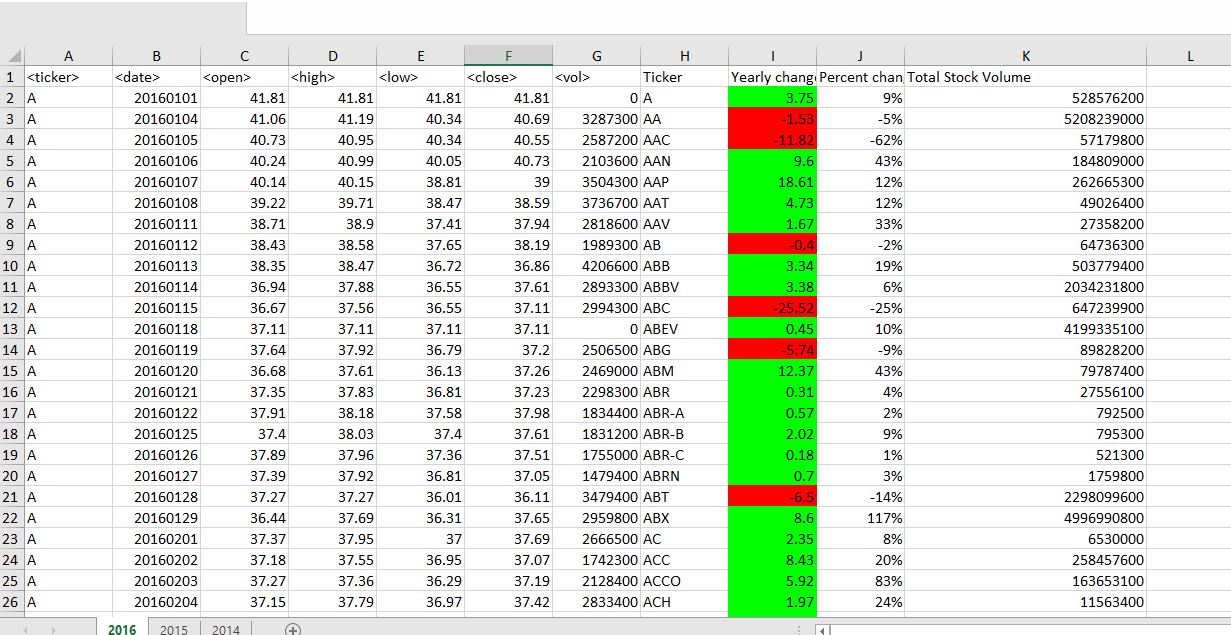 A B C D E F G H I J K L
1 <ticker> <date> <open> <high> <low> <close> <vol> Ticker Yearly change Percent chan Total Stock Volume
2 A 20160101 41.81 41.81 41.81 41.81 0 A 3.75 9% 528576200
3 A 20160104 41.06 41.19 40.34 40.69 3287300 AA -1.53 -5% 5208239000
4 A 20160105 40.73 40.95 40.34 40.55 2587200 AAC -11.82 -62% 57179800
5 A 20160106 40.24 40.99 40.05 40.73 2103600 AAN 9.6 43% 184809000
6 A 20160107 40.14 40.15 38.81 39 3504300 AAP 18.61 12% 262665300
7 A 20160108 39.22 39.71 38.47 38.59 3736700 AAT 4.73 12% 49026400
8 A 20160111 38.71 38.9 37.41 37.94 2818600 AAV 1.67 33% 27358200
9 A 20160112 38.43 38.58 37.65 38.19 1989300 AB -0.4 -2% 64736300
10 A 20160113 38.35 38.47 36.72 36.86 4206600 ABB 3.34 19% 503779400
11 A 20160114 36.94 37.88 36.55 37.61 2893300 ABBV 3.38 6% 2034231800
12 A 20160115 36.67 37.56 36.55 37.11 2994300 ABC -25.52 -25% 647239900
13 A 20160118 37.11 37.11 37.11 37.11 0 ABEV 0.45 10% 4199335100
14 A 20160119 37.64 37.92 36.79 37.2 2506500 ABG -5.74 -9% 89828200
15 A 20160120 36.68 37.61 36.13 37.26 2469000 ABM 12.37 43% 79787400
16 A 20160121 37.35 37.83 36.81 37.23 2298300 ABR 0.31 4% 27556100
17 A 20160122 37.91 38.18 37.58 37.98 1834400 ABR-A 0.57 2% 792500
18 A 20160125 37.4 38.03 37.4 37.61 1831200 ABR-B 2.02 9% 795300
19 A 20160126 37.89 37.96 37.36 37.51 1755000 ABR-C 0.18 1% 521300
20 A 20160127 37.39 37.92 36.81 37.05 1479400 ABRN 0.7 3% 1759800
21 A 20160128 37.27 37.27 36.01 36.11 3479400 ABT -6.5 -14% 2298099600
22 A 20160129 36.44 37.69 36.31 37.65 2959800 ABX 8.6 117% 4996990800
23 A 20160201 37.37 37.95 37 37.69 2666500 AC 2.35 8% 6530000
24 A 20160202 37.18 37.55 36.95 37.07 1742300 ACC 8.43 20% 258457600
25 A 20160203 37.27 37.36 36.29 37.19 2128400 ACCO 5.92 83% 163653100
26 A 20160204 37.15 37.79 36.97 37.42 2833400 ACH 1.97 24% 11563400
2016 2015 2014